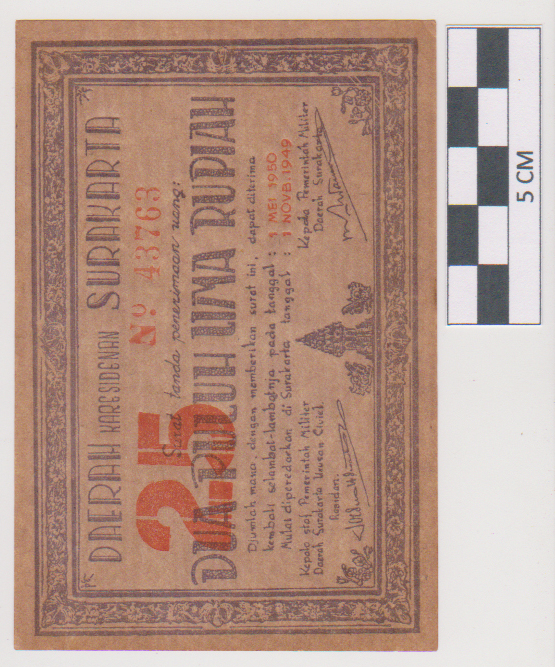 DAERAH KARESIDENAN SURAKARTA
Nº 43763
Surat tanda penerimaan uang:
25
DUA PULUH LIMA RUPIAH
Djumlah mana, dengan memberikan surat ini, dapat diterima
kembali selambat-lambatnja pada tanggal : 1 MEI 1950
Mulai diperedarkan di Surakarta tanggal : 1 NOVB. 1949
Kepala staf Pemerintah Militer
Daerah Surakarta Urusan Civiel
Residen.
Kepala Pemerintah Militer
Daerah Surakarta
5 CM